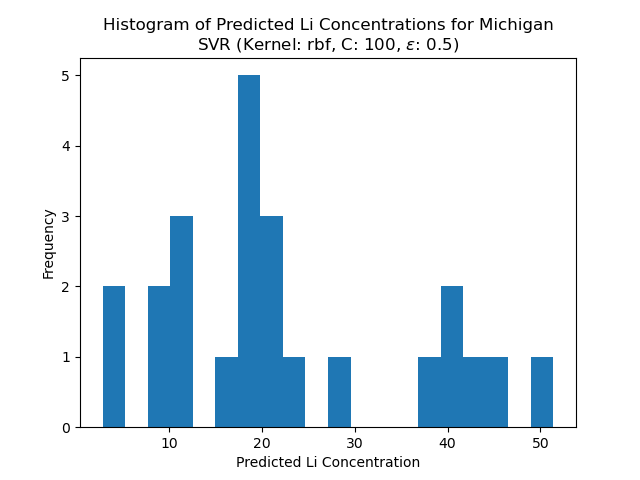 Histogram of Predicted Li Concentrations for Michigan
SVR (Kernel: rbf, C: 100, ε: 0.5)
Frequency
5
4
3
2
1
0
10 20 30 40 50
Predicted Li Concentration